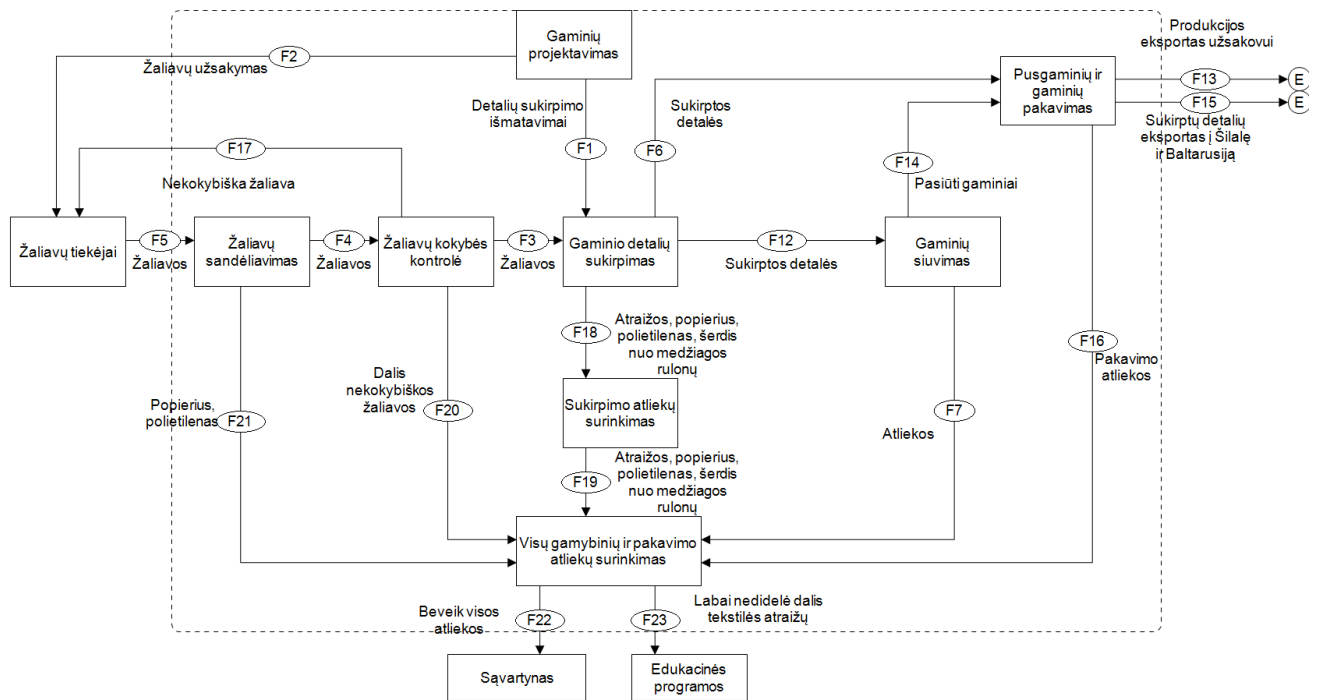 Gaminių
projektavimas
F2
Žaliavų užsakymas
Produkcijos
eksportas užsakovui
Pusgaminių ir
gaminių
pakavimas
F13
E
F15
E
Sukirptų detalių
eksportas į Šilalę
ir Baltarusiją
Detalių sukirpimo
išmatavimai
F1
Sukirptos
detalės
F6
F17
Nekokybiška žaliava
F14
Pasiūti gaminiai
Žaliavų tiekėjai
F5
Žaliavos
Žaliavų
sandėliavimas
F4
Žaliavos
Žaliavų kokybės
kontrolė
F3
Žaliavos
Gaminio detalių
sukirpimas
F12
Sukirptos detalės
Gaminių
siuvimas
F18
Atraižos, popierius,
polietilenas, šerdis
nuo medžiagos
rulonų
F16
Pakavimo
atliekos
Dalis
nekokybiškos
žaliavos
F20
Popierius,
polietilenas
F21
Sukirpimo atliekų
surinkimas
F7
Atliekos
F19
Atraižos, popierius,
polietilenas, šerdis
nuo medžiagos
rulonų
Visų gamybinių ir pakavimo
atliekų surinkimas
Beveik visos
atliekos
F22
F23
Labai nedidelė dalis
tekstilės atraižų
Sąvartynas
Edukacinės
programos